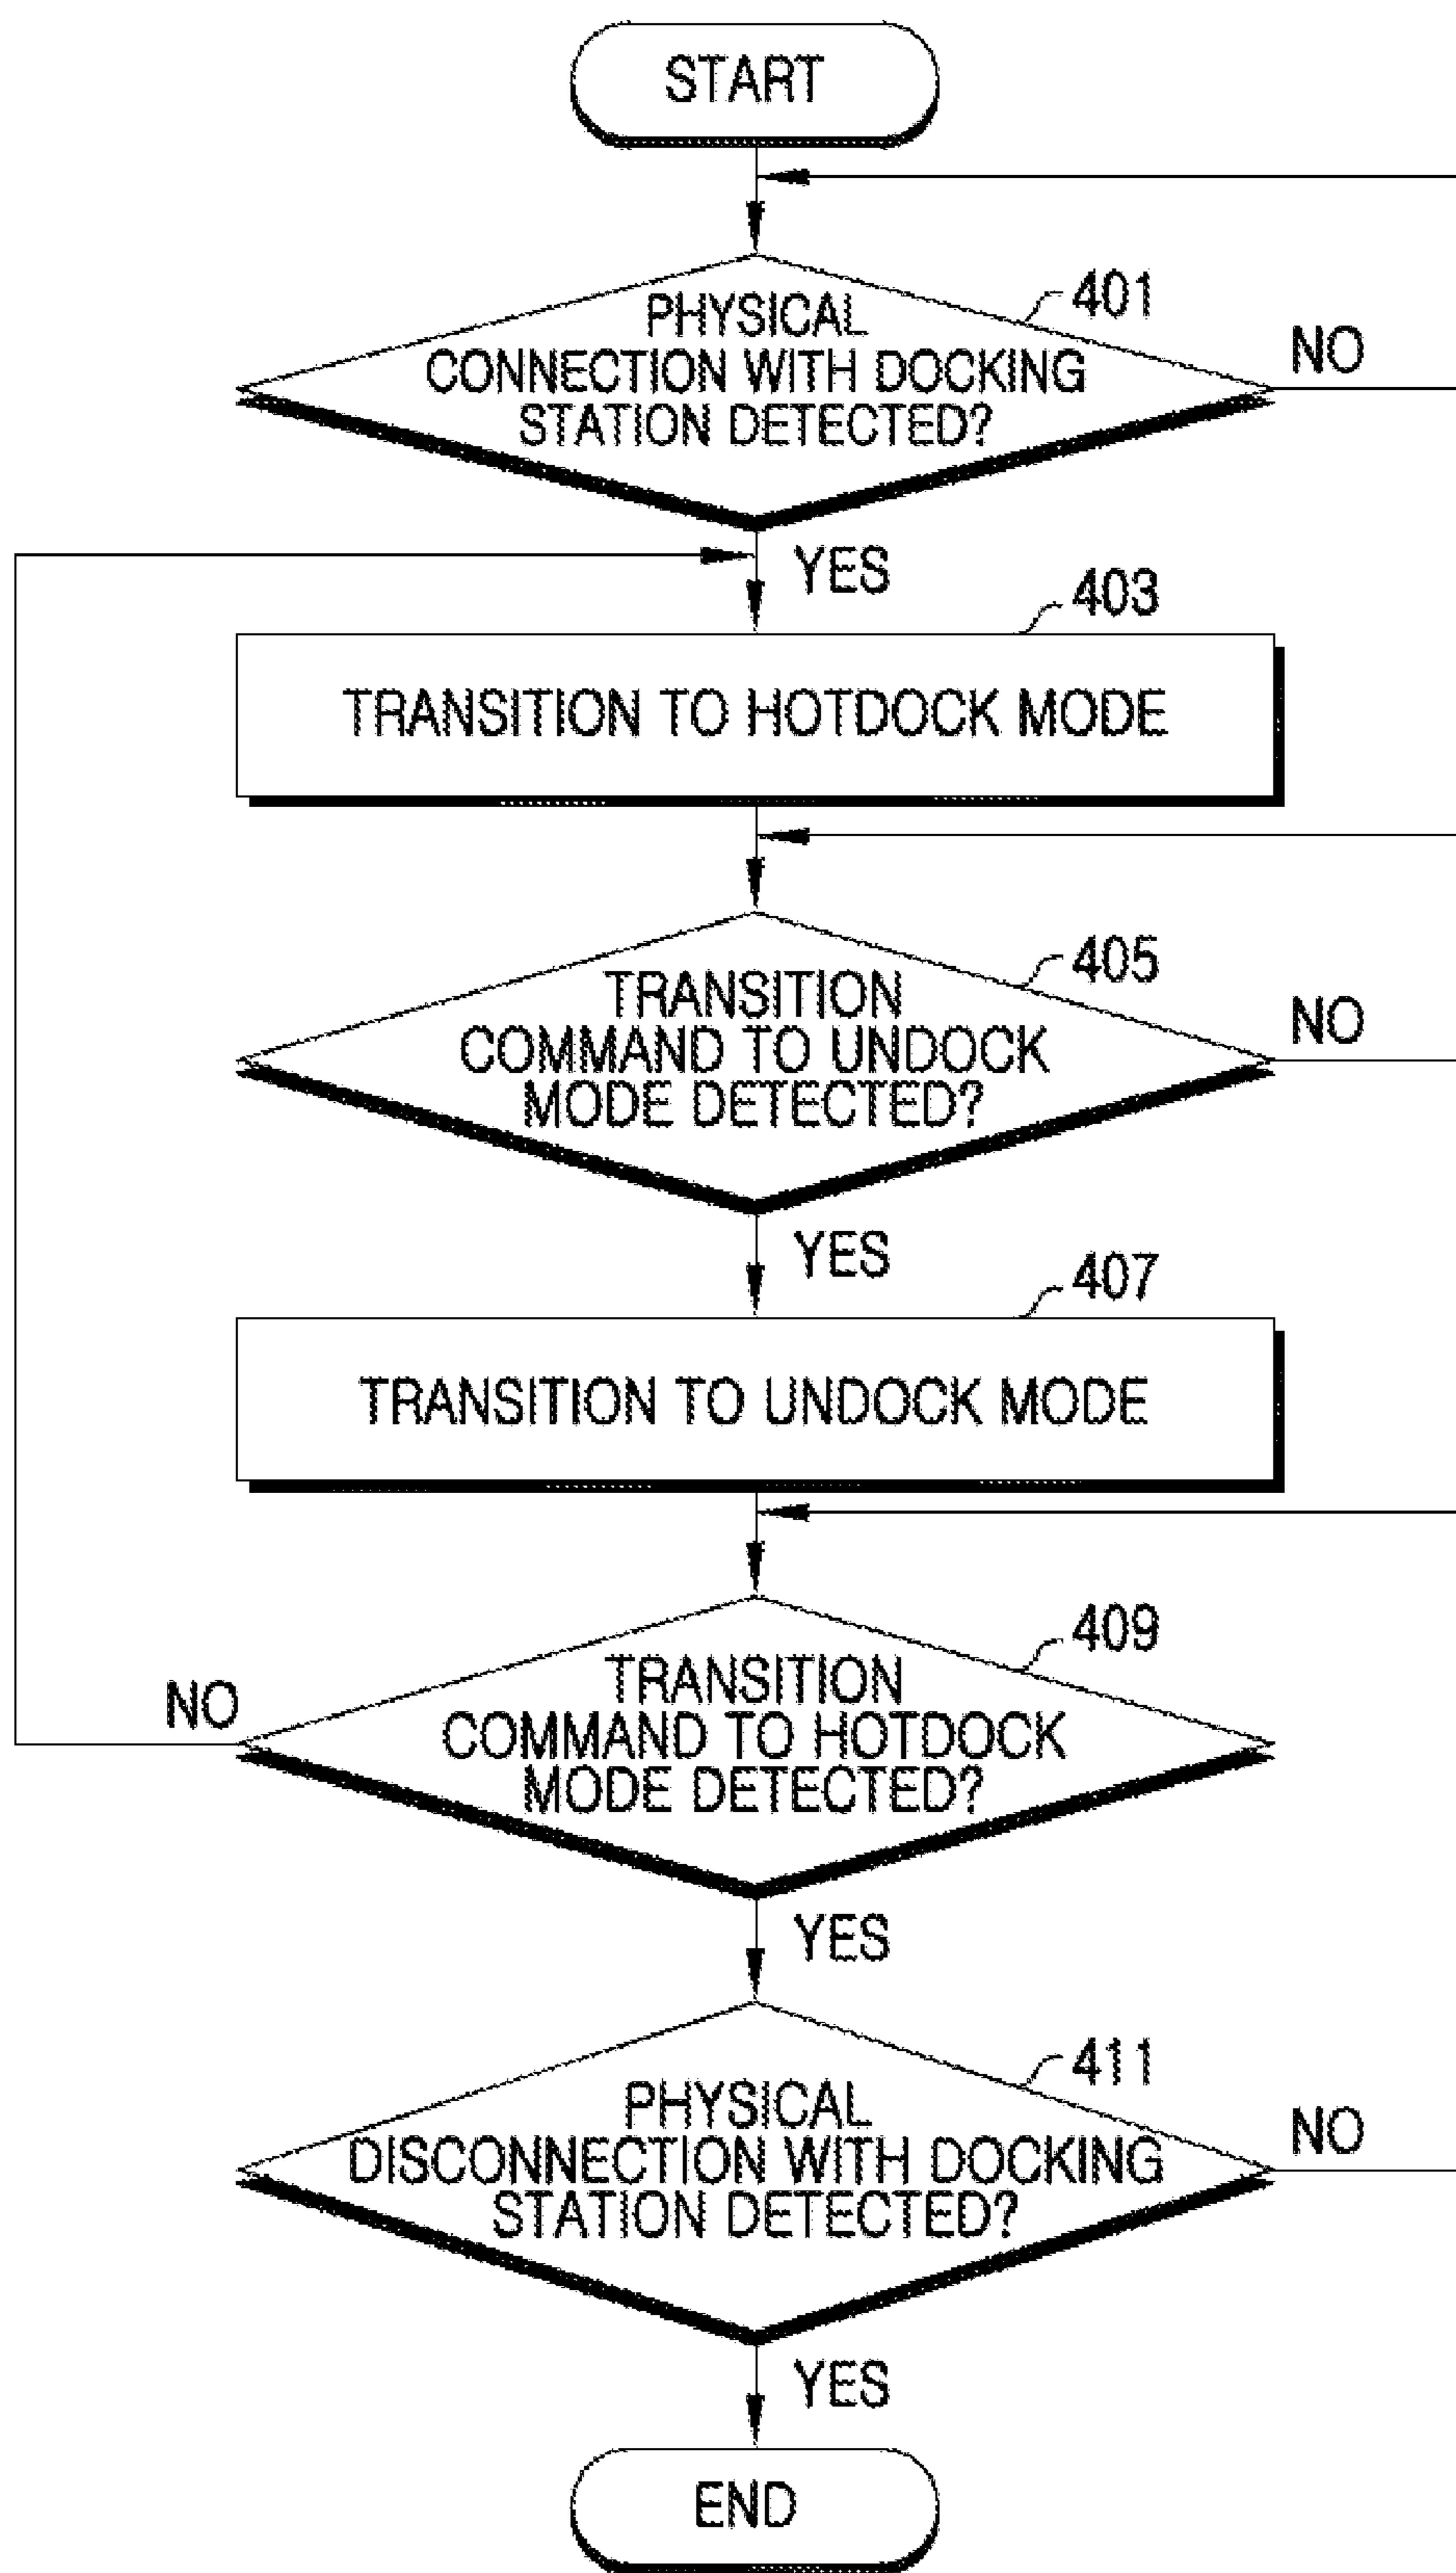 START
401
PHYSICAL
CONNECTION WITH DOCKING
STATION DETECTED?
NO
YES
403
TRANSITION TO HOTDOCK MODE
405
TRANSITION
COMMAND TO UNDOCK
MODE DETECTED?
NO
YES
407
TRANSITION TO UNDOCK MODE
409
TRANSITION
COMMAND TO HOTDOCK
MODE DETECTED?
NO
YES
411
PHYSICAL
DISCONNECTION WITH DOCKING
STATION DETECTED?
NO
YES
END